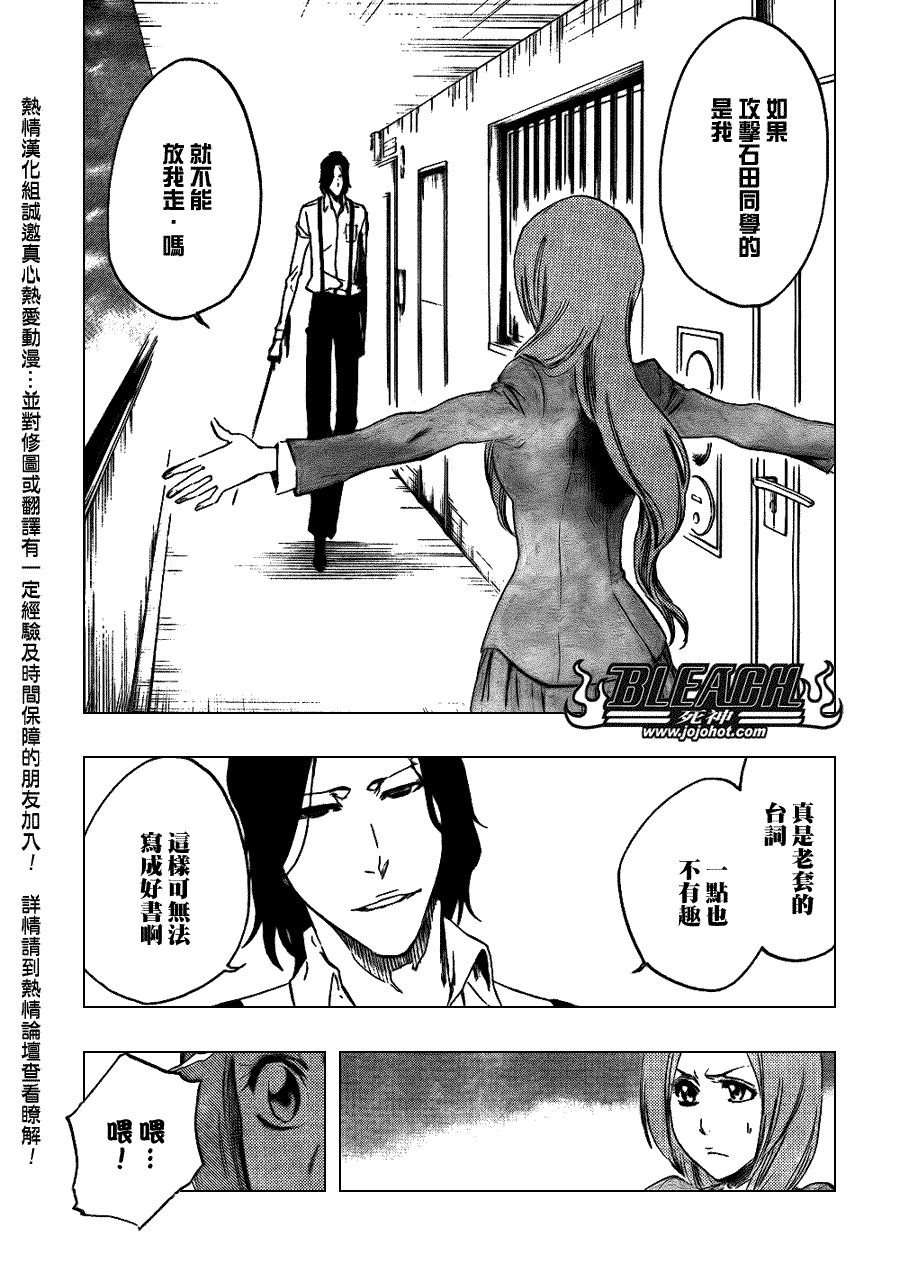 如果
攻擊石田同學的
是我
就不能
放我走．嗎
BLEACH
死神
www.jojohot.com
真是老套的
台詞
一點也
不有趣
這樣可無法
寫成好書啊
喂…
喂！
熱情漢化組誠邀真心熱愛動漫…並對修圖或翻譯有一定經驗及時間保障的朋友加入！ 詳情請到熱情論壇查看瞭解！